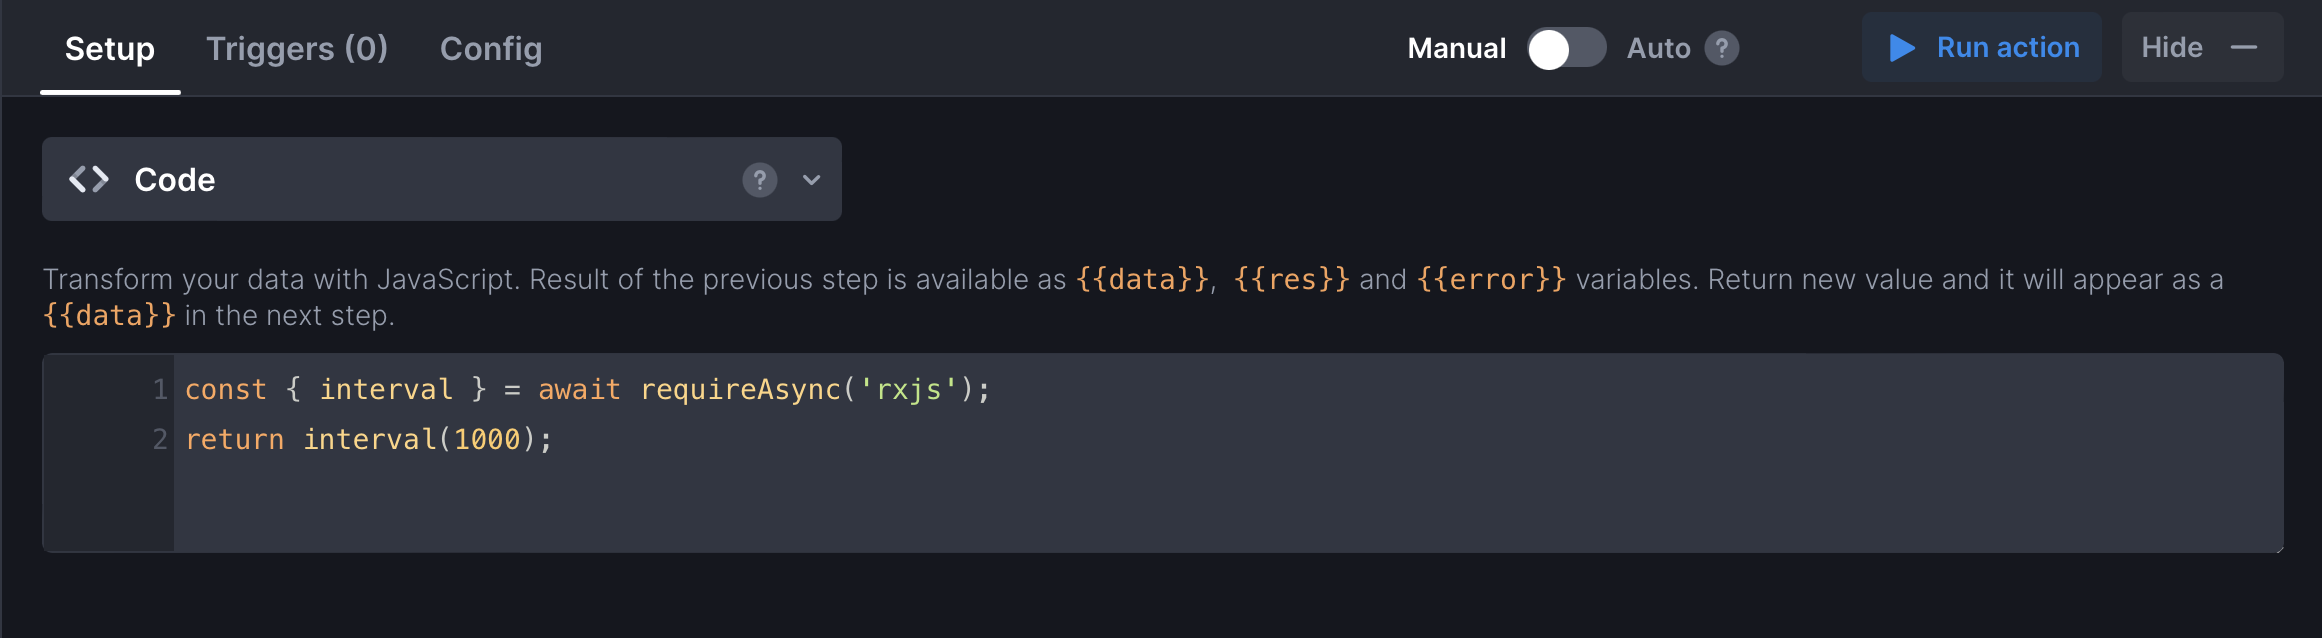 Setup Triggers (0) Config Manual Auto ? Run action Hide
Code ?
Transform your data with JavaScript. Result of the previous step is available as {{data}}, {{res}} and {{error}} variables. Return new value and it will appear as a
{{data}} in the next step.
1 const { interval } = await requireAsync('rxjs');
2 return interval(1000);